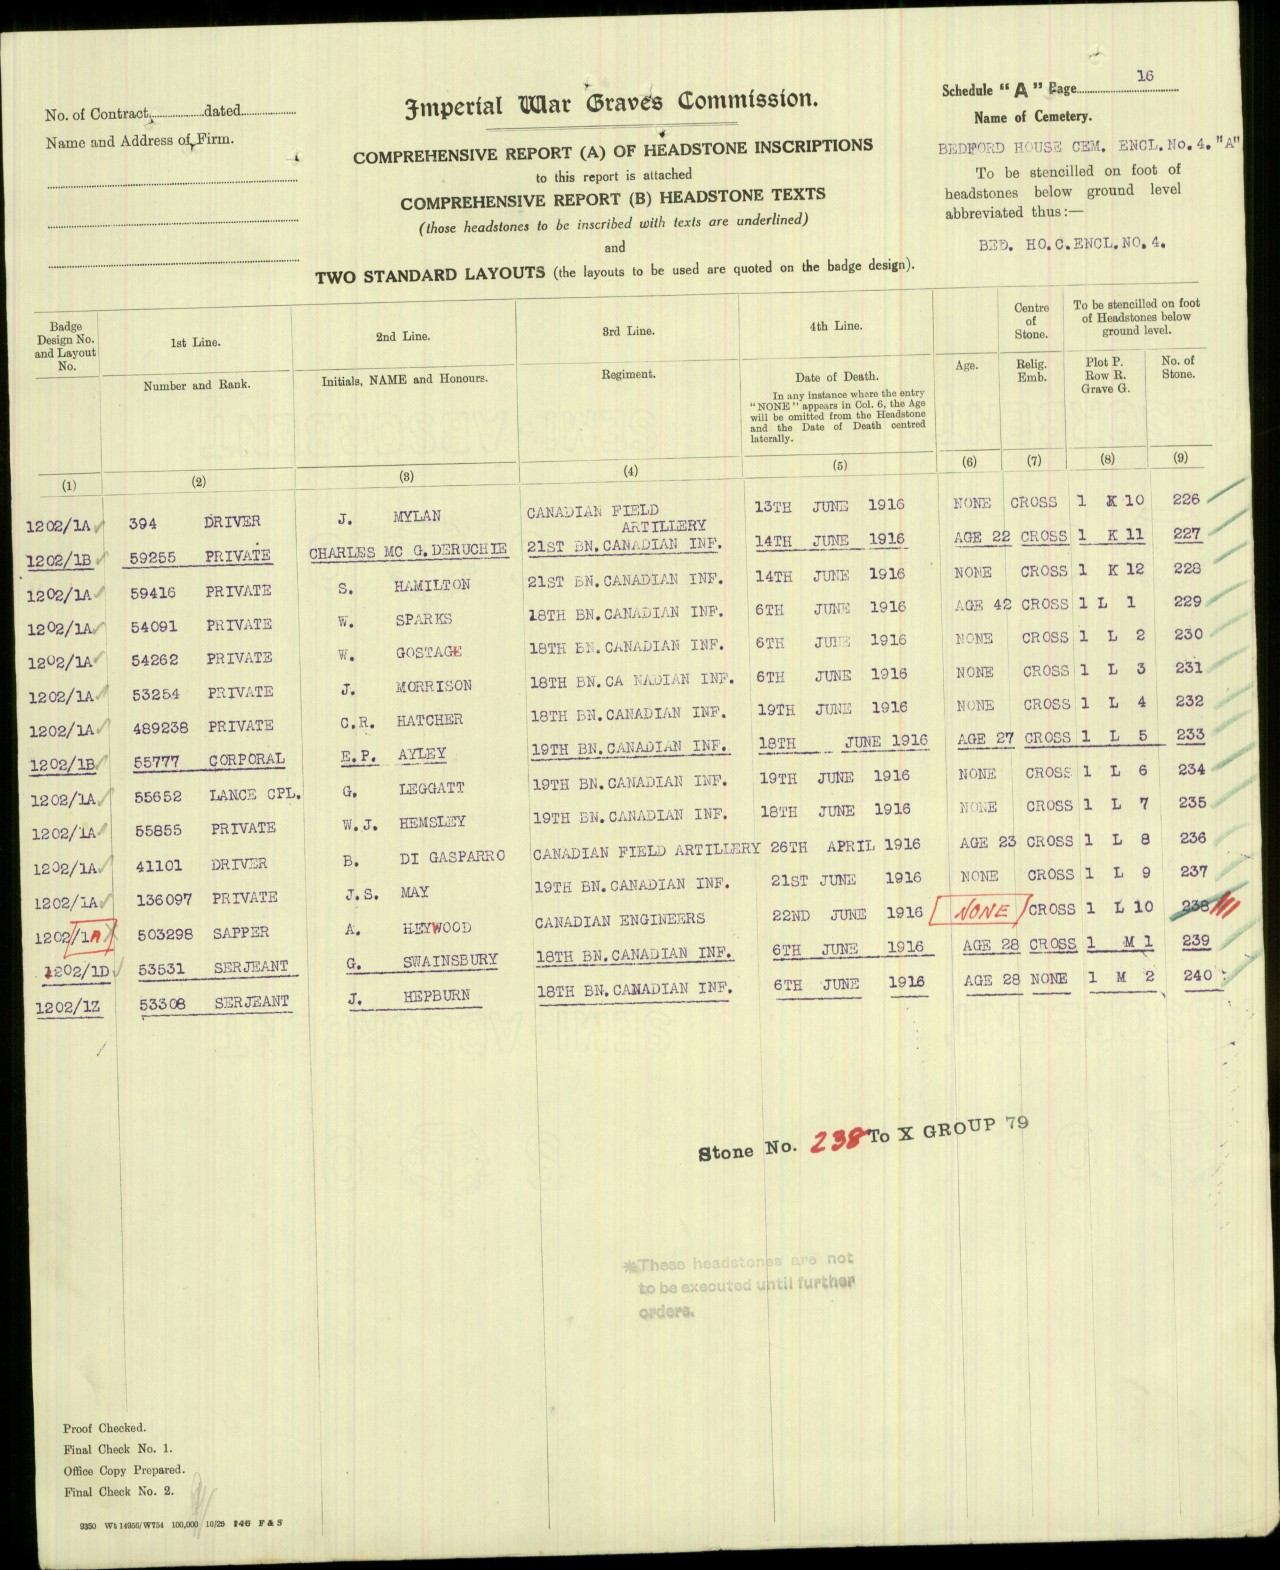 No. of Contract..................dated..................
Name and Address of Firm.
Imperial War Graves Commission.
COMPREHENSIVE REPORT (A) OF HEADSTONE INSCRIPTIONS
to this report is attached
COMPREHENSIVE REPORT (B) HEADSTONE TEXTS
(those headstones to be inscribed with texts are underlined)
and
TWO STANDARD LAYOUTS (the layouts to be used are quoted on the badge design).
Schedule "A" Page 16
Name of Cemetery.
BEDFORD HOUSE CEM. ENCL.No.4."A"
To be stencilled on foot of
headstones below ground level
abbreviated thus:—
BED. HO.C.ENCL.NO.4.
Badge Design No. and Layout No.
1st Line.
2nd Line.
3rd Line.
4th Line.
Centre of Stone.
To be stencilled on foot of Headstones below ground level.
Number and Rank.
Initials, NAME and Honours.
Regiment.
Date of Death.
In any instance where the entry "NONE" appears in Col. 6, the Age will be omitted from the Headstone and the Date of Death centred laterally.
Age.
Relig. Emb.
Plot P. Row R. Grave G.
No. of Stone.
(1) (2) (3) (4) (5) (6) (7) (8) (9)
1202/1A 394 DRIVER J. MYLAN CANADIAN FIELD ARTILLERY 13TH JUNE 1916 NONE CROSS 1 K 10 226
1202/1B 59255 PRIVATE CHARLES MC G.DERUCHIE 21ST BN.CANADIAN INF. 14TH JUNE 1916 AGE 22 CROSS 1 K 11 227
1202/1A 59416 PRIVATE S. HAMILTON 21ST BN.CANADIAN INF. 14TH JUNE 1916 NONE CROSS 1 K 12 228
1202/1A 54091 PRIVATE W. SPARKS 18TH BN.CANADIAN INF. 6TH JUNE 1916 AGE 42 CROSS 1 L 1 229
1202/1A 54262 PRIVATE W. GOSTAGE 18TH BN.CANADIAN INF. 6TH JUNE 1916 NONE CROSS 1 L 2 230
1202/1A 53254 PRIVATE J. MORRISON 18TH BN.CA NADIAN INF. 6TH JUNE 1916 NONE CROSS 1 L 3 231
1202/1A 489238 PRIVATE C.R. HATCHER 18TH BN.CANADIAN INF. 19TH JUNE 1916 NONE CROSS 1 L 4 232
1202/1B 55777 CORPORAL E.P. AYLEY 19TH BN.CANADIAN INF. 18TH JUNE 1916 AGE 27 CROSS 1 L 5 233
1202/1A 55652 LANCE CPL. G. LEGGATT 19TH BN.CANADIAN INF. 19TH JUNE 1916 NONE CROSS 1 L 6 234
1202/1A 55855 PRIVATE W.J. HEMSLEY 19TH BN.CANADIAN INF. 18TH JUNE 1916 NONE CROSS 1 L 7 235
1202/1A 41101 DRIVER B. DI GASPARRO CANADIAN FIELD ARTILLERY 26TH APRIL 1916 AGE 23 CROSS 1 L 8 236
1202/1A 136097 PRIVATE J.S. MAY 19TH BN.CANADIAN INF. 21ST JUNE 1916 NONE CROSS 1 L 9 237
1202/1A 503298 SAPPER A. HEYWOOD CANADIAN ENGINEERS 22ND JUNE 1916 NONE CROSS 1 L 10 238
1202/1D 53531 SERJEANT G. SWAINSBURY 18TH BN.CANADIAN INF. 6TH JUNE 1916 AGE 28 CROSS 1 M 1 239
1202/1Z 53308 SERJEANT J. HEPBURN 18TH BN.CANADIAN INF. 6TH JUNE 1916 AGE 28 NONE 1 M 2 240
Stone No. 238 To X GROUP 79
*These headstones are not
to be executed until further
orders.
Proof Checked.
Final Check No. 1.
Office Copy Prepared.
Final Check No. 2.
9350 Wt 14956/W754 100,000 10/29 146 F & S